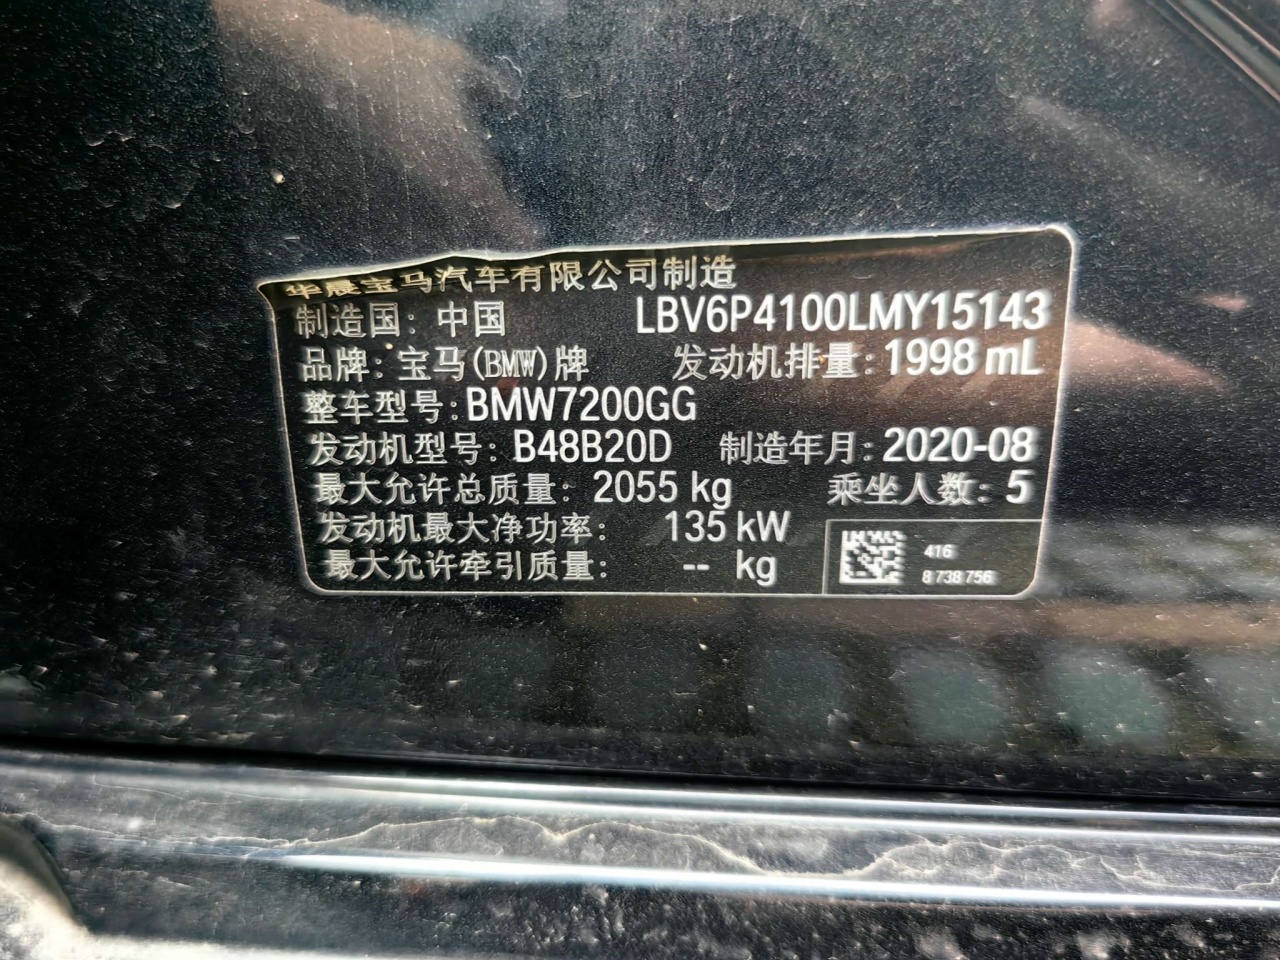 华晨宝马汽车有限公司制造
制造国：中国 LBV6P4100LMY15143
品牌：宝马(BMW)牌 发动机排量：1998 mL
整车型号：BMW7200GG
发动机型号：B48B20D 制造年月：2020-08
最大允许总质量：2055 kg 乘坐人数：5
发动机最大净功率：135 kW
最大允许牵引质量：-- kg
416
8 738 756